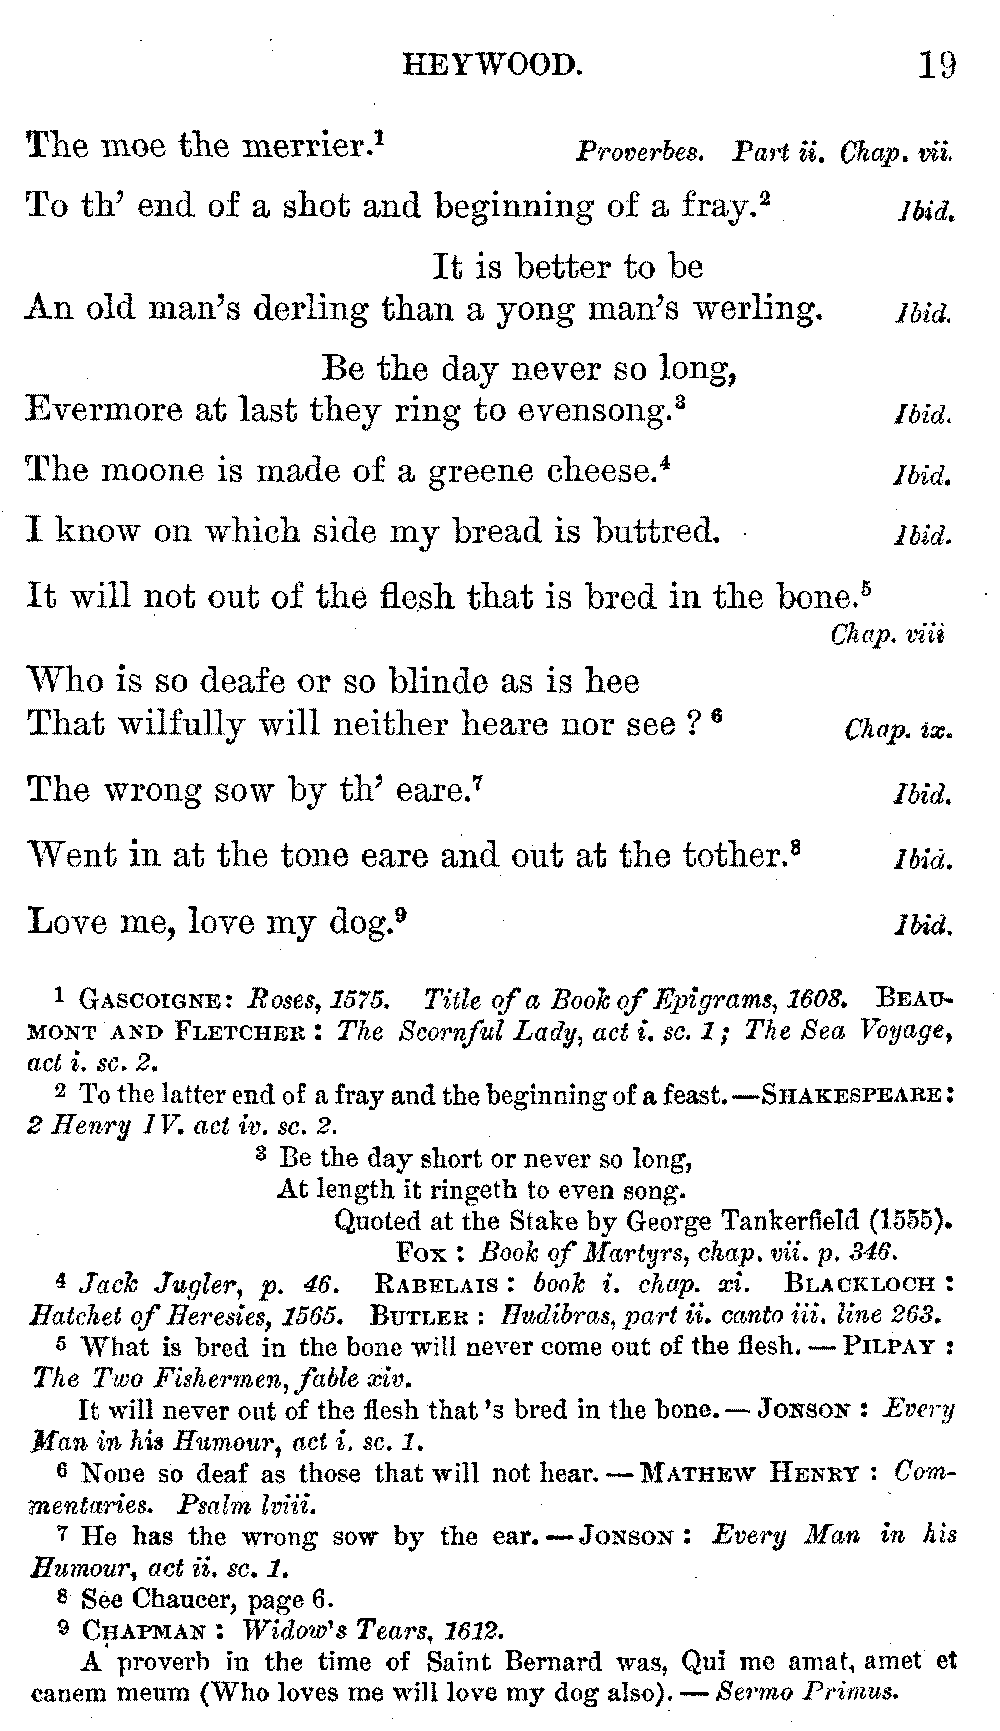 HEYWOOD. 19
The moe the merrier.¹ Proverbes. Part ii. Chap. vii.
To th' end of a shot and beginning of a fray.² Ibid.
It is better to be
An old man's derling than a yong man's werling. Ibid.
Be the day never so long,
Evermore at last they ring to evensong.³ Ibid.
The moone is made of a greene cheese.⁴ Ibid.
I know on which side my bread is buttred. Ibid.
It will not out of the flesh that is bred in the bone.⁵
Chap. viii
Who is so deafe or so blinde as is hee
That wilfully will neither heare nor see ?⁶ Chap. ix.
The wrong sow by th' eare.⁷ Ibid.
Went in at the tone eare and out at the tother.⁸ Ibid.
Love me, love my dog.⁹ Ibid.
¹ GASCOIGNE: Roses, 1575. Title of a Book of Epigrams, 1608. BEAU-
MONT AND FLETCHER: The Scornful Lady, act i. sc. 1; The Sea Voyage,
act i. sc. 2.
² To the latter end of a fray and the beginning of a feast.—SHAKESPEARE:
2 Henry IV. act iv. sc. 2.
³ Be the day short or never so long,
At length it ringeth to even song.
Quoted at the Stake by George Tankerfield (1555).
FOX: Book of Martyrs, chap. vii. p. 346.
⁴ Jack Jugler, p. 46. RABELAIS: book i. chap. xi. BLACKLOCH:
Hatchet of Heresies, 1565. BUTLER: Hudibras, part ii. canto iii. line 263.
⁵ What is bred in the bone will never come out of the flesh.—PILPAY:
The Two Fishermen, fable xiv.
It will never out of the flesh that 's bred in the bone.—JONSON: Every
Man in his Humour, act i. sc. 1.
⁶ None so deaf as those that will not hear.—MATHEW HENRY: Com-
mentaries. Psalm lviii.
⁷ He has the wrong sow by the ear.—JONSON: Every Man in his
Humour, act ii. sc. 1.
⁸ See Chaucer, page 6.
⁹ CHAPMAN: Widow's Tears, 1612.
A proverb in the time of Saint Bernard was, Qui me amat, amet et
canem meum (Who loves me will love my dog also).—Sermo Primus.